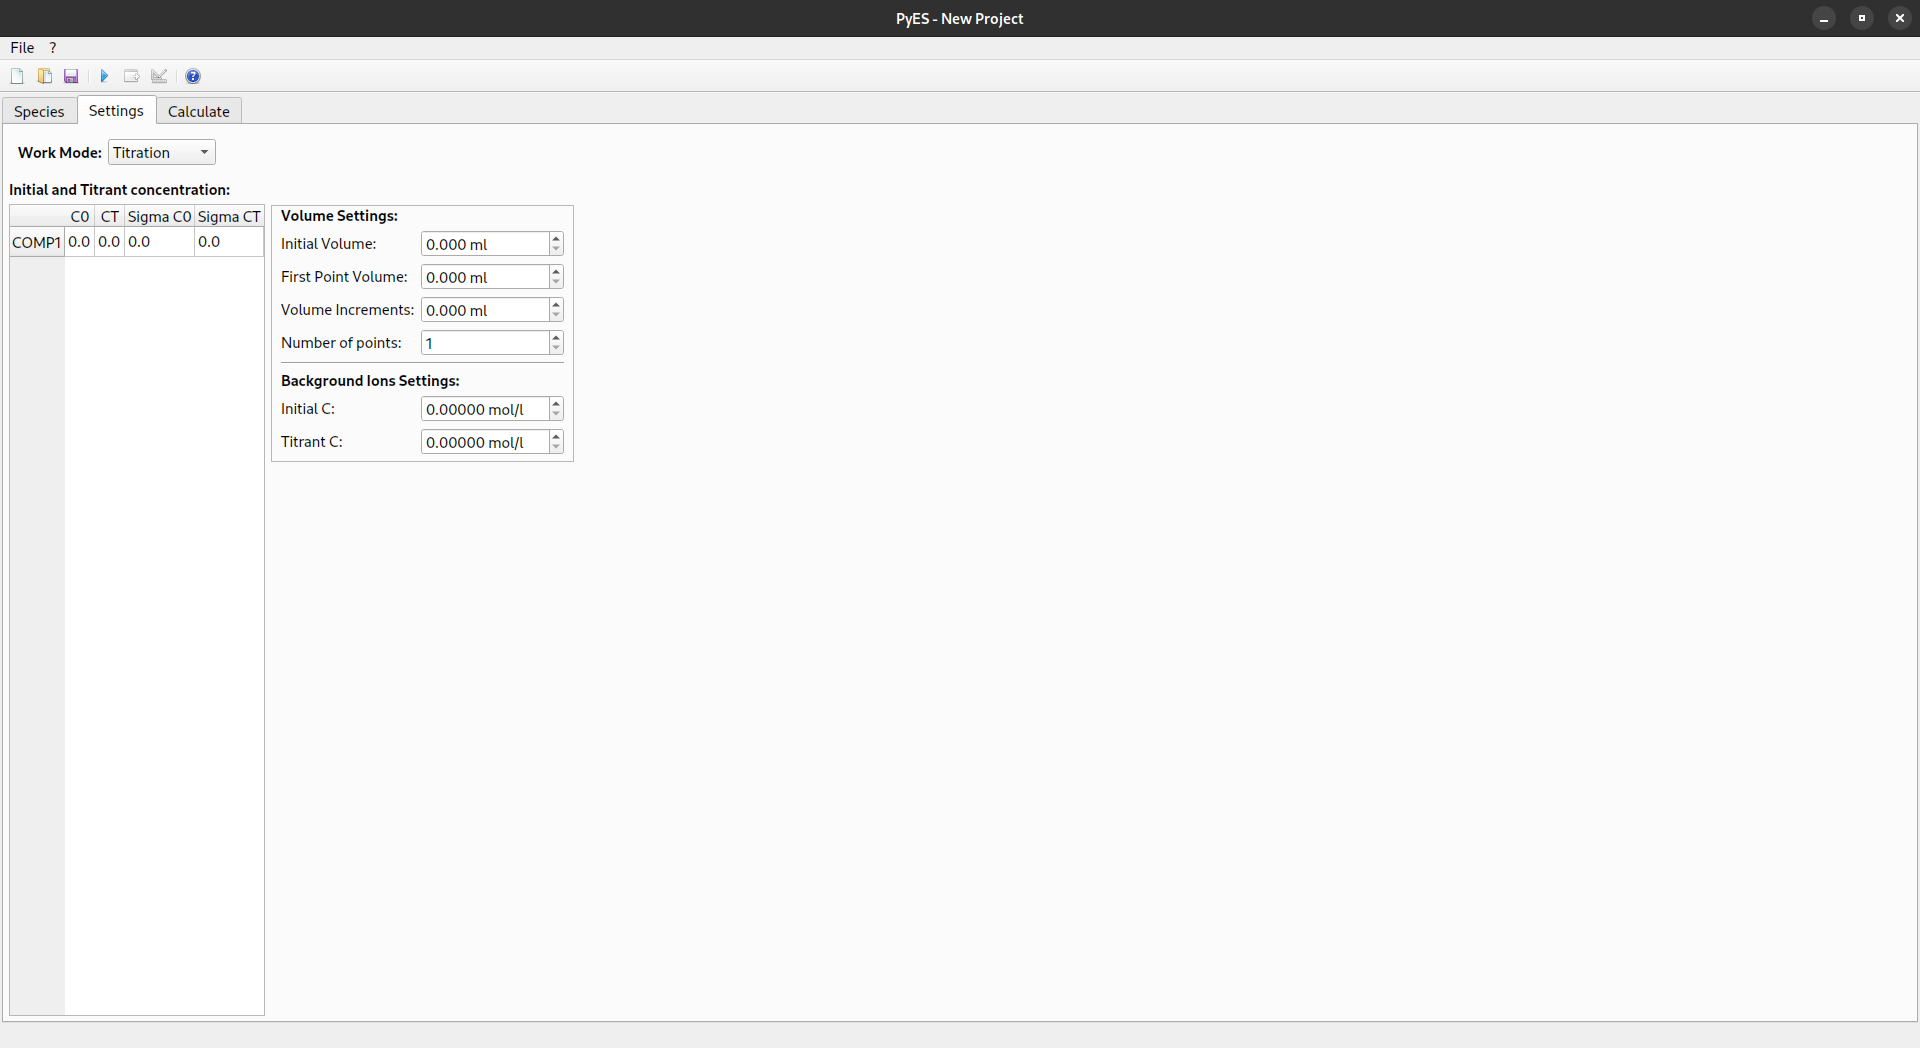 PyES - New Project
File ?
Species Settings Calculate
Work Mode: Titration
Initial and Titrant concentration:
C0 CT Sigma C0 Sigma CT
COMP1 0.0 0.0 0.0 0.0
Volume Settings:
Initial Volume: 0.000 ml
First Point Volume: 0.000 ml
Volume Increments: 0.000 ml
Number of points: 1
Background Ions Settings:
Initial C: 0.00000 mol/l
Titrant C: 0.00000 mol/l